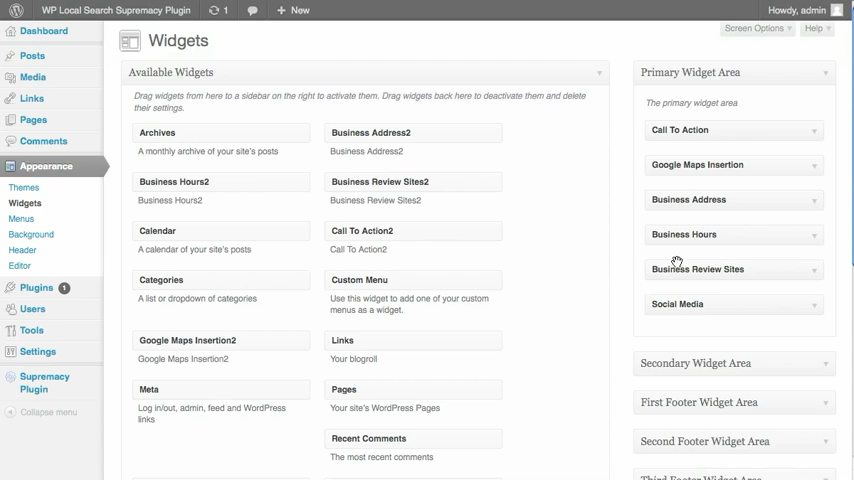 WP Local Search Supremacy Plugin
1
+ New
Howdy, admin
Dashboard
Posts
Media
Links
Pages
Comments
Appearance
Themes
Widgets
Menus
Background
Header
Editor
Plugins 1
Users
Tools
Settings
Supremacy
Plugin
Collapse menu
Screen Options
Help
Widgets
Available Widgets
Drag widgets from here to a sidebar on the right to activate them. Drag widgets back here to deactivate them and delete
their settings.
Archives
A monthly archive of your site's posts
Business Address2
Business Address2
Business Hours2
Business Hours2
Business Review Sites2
Business Review Sites2
Calendar
A calendar of your site's posts
Call To Action2
Call To Action2
Categories
A list or dropdown of categories
Custom Menu
Use this widget to add one of your custom
menus as a widget.
Google Maps Insertion2
Google Maps Insertion2
Links
Your blogroll
Meta
Log in/out, admin, feed and WordPress
links
Pages
Your site's WordPress Pages
Recent Comments
The most recent comments
Primary Widget Area
The primary widget area
Call To Action
Google Maps Insertion
Business Address
Business Hours
Business Review Sites
Social Media
Secondary Widget Area
First Footer Widget Area
Second Footer Widget Area
Third Footer Widget Area